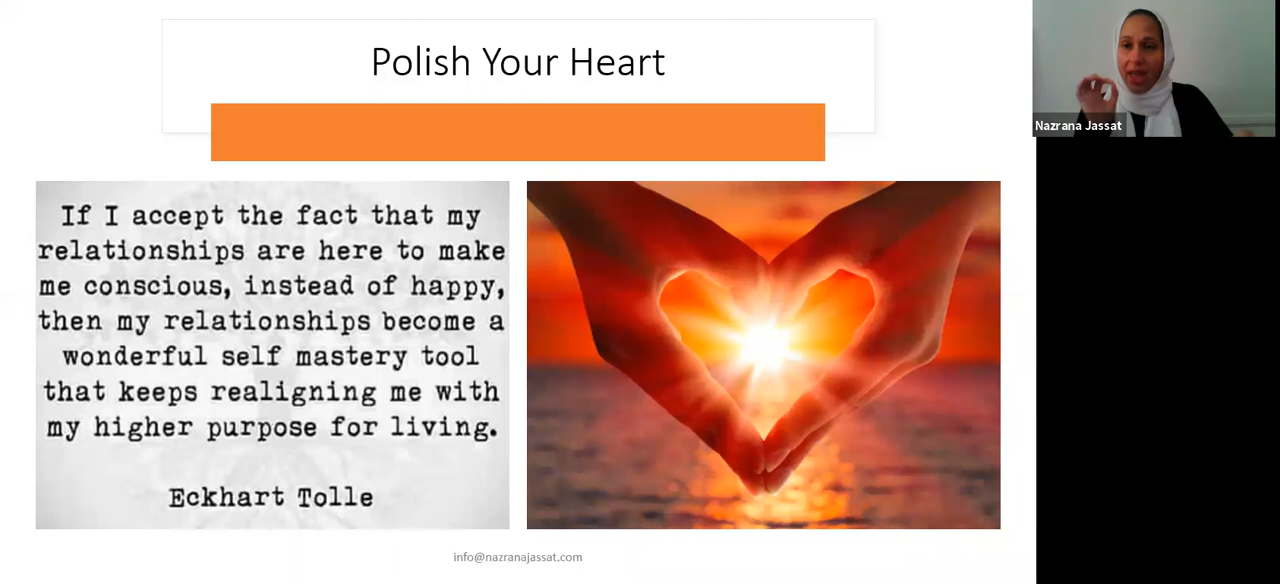 Polish Your Heart
Nazrana Jassat
If I accept the fact that my
relationships are here to make
me conscious, instead of happy,
then my relationships become a
wonderful self mastery tool
that keeps realigning me with
my higher purpose for living.
Eckhart Tolle
info@nazranajassat.com